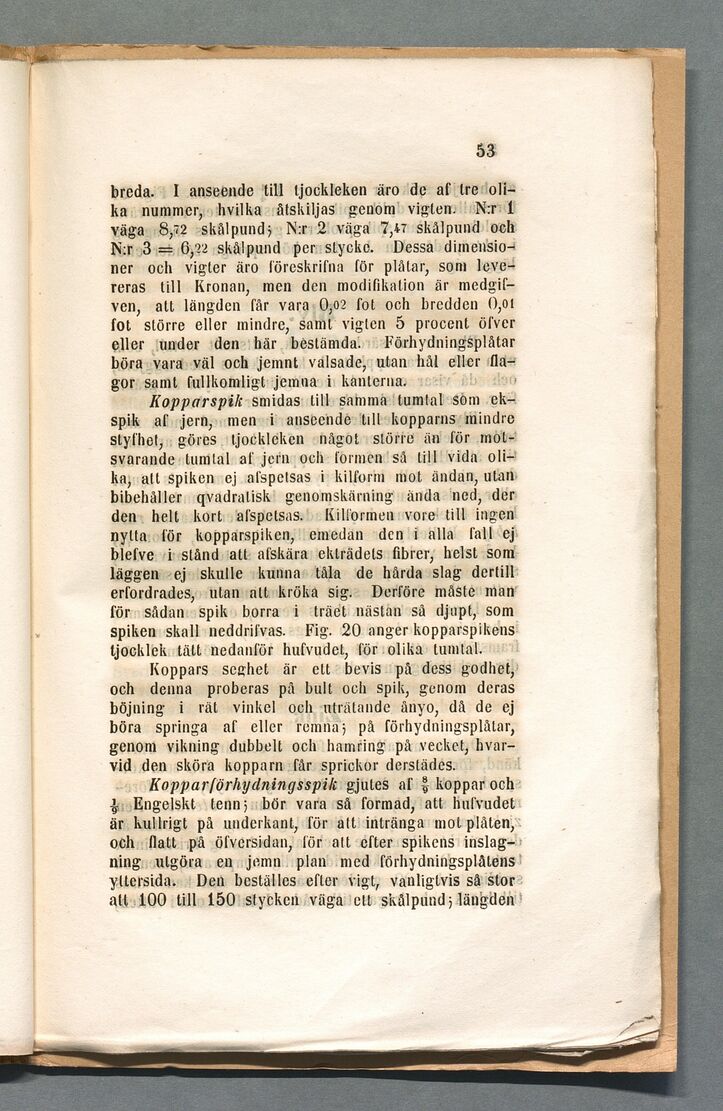 53
breda. I anseende till tjockleken äro de af tre oli-
ka nummer, hvilka åtskiljas genom vigten. N:r 1
väga 8,72 skålpund; N:r 2 väga 7,47 skålpund och
N:r 3 = 6,22 skålpund per stycke. Dessa dimensio-
ner och vigter äro föreskrifna för plåtar, som leve-
reras till Kronan, men den modifikation är medgif-
ven, att längden får vara 0,02 fot och bredden 0,01
fot större eller mindre, samt vigten 5 procent öfver
eller under den här bestämda. Förhydningsplåtar
böra vara väl och jemnt valsade, utan hål eller fla-
gor samt fullkomligt jemna i kanterna.
Kopparspik smidas till samma tumtal som ek-
spik af jern, men i anseende till kopparns mindre
styfhet, göres tjockleken något större än för mot-
svarande tumtal af jern och formen så till vida oli-
ka, att spiken ej afspetsas i kilform mot ändan, utan
bibehåller qvadratisk genomskärning ända ned, der
den helt kort afspetsas. Kilformen vore till ingen
nytta för kopparspiken, emedan den i alla fall ej
blefve i stånd att afskära ekträdets fibrer, helst som
läggen ej skulle kunna tåla de hårda slag dertill
erfordrades, utan att kröka sig. Derföre måste man
för sådan spik borra i träet nästan så djupt, som
spiken skall neddrifvas. Fig. 20 anger kopparspikens
tjocklek tätt nedanför hufvudet, för olika tumtal.
Koppars seghet är ett bevis på dess godhet,
och denna proberas på bult och spik, genom deras
böjning i rät vinkel och uträtande ånyo, då de ej
böra springa af eller remna; på förhydningsplåtar,
genom vikning dubbelt och hamring på vecket, hvar-
vid den sköra kopparn får sprickor derstädes.
Kopparförhydningsspik gjutes af 8/9 koppar och
1/9 Engelskt tenn; bör vara så formad, att hufvudet
är kullrigt på underkant, för att intränga mot plåten,
och flatt på öfversidan, för att efter spikens inslag-
ning utgöra en jemn plan med förhydningsplåtens
yttersida. Den beställes efter vigt, vanligtvis så stor
att 100 till 150 stycken väga ett skålpund; längden